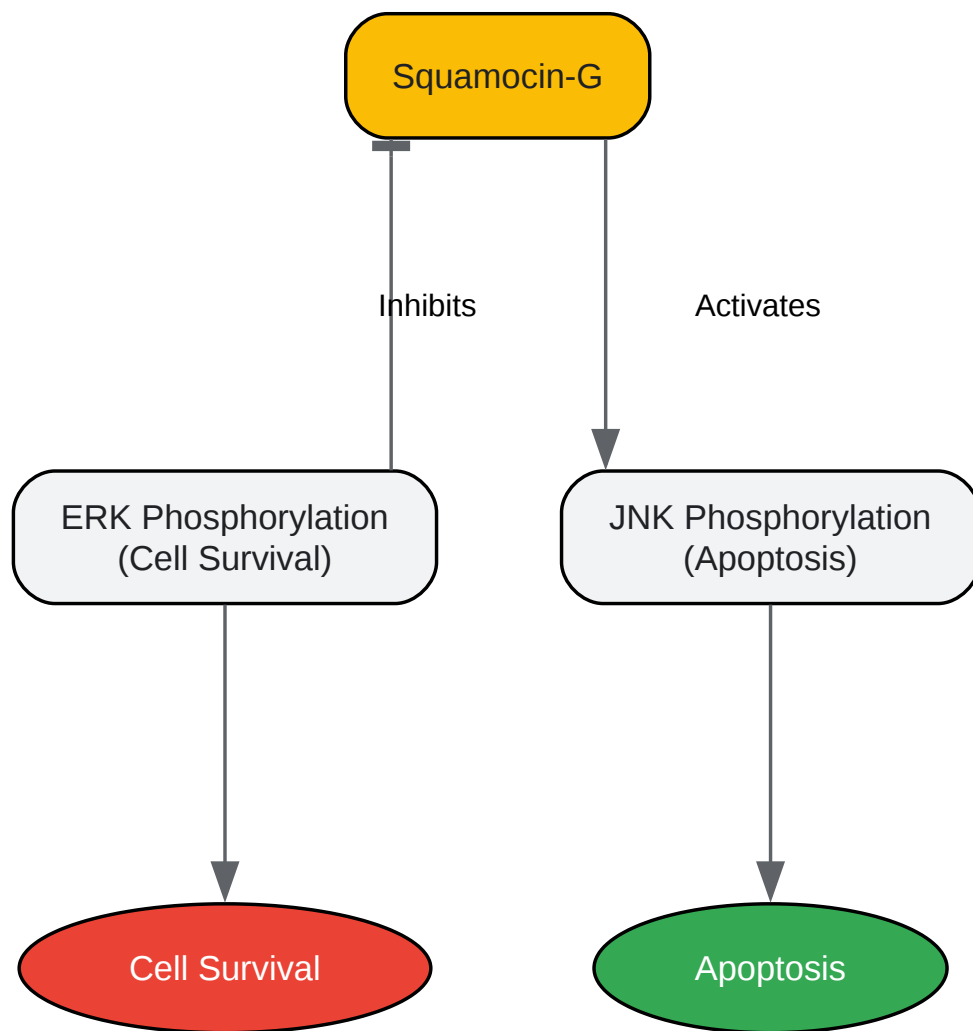 Squamocin-G
Inhibits
Activates
ERK Phosphorylation
(Cell Survival)
JNK Phosphorylation
(Apoptosis)
Cell Survival
Apoptosis